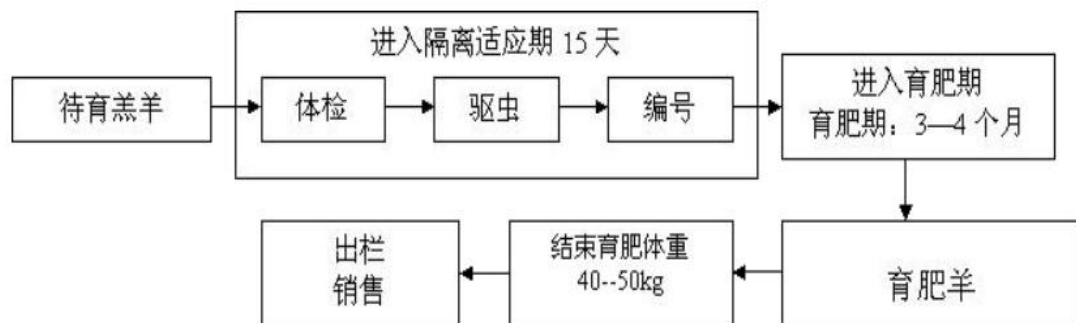 进入隔离适应期 15 天
待育羔羊
体检
驱虫
编号
进入育肥期
育肥期：3—4 个月
育肥羊
结束育肥体重
40--50kg
出栏
销售